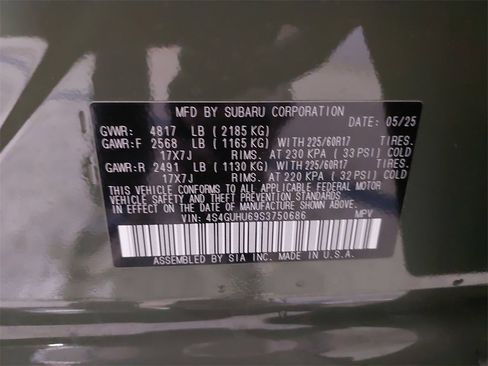 MFD BY SUBARU CORPORATION
DATE: 05/25
GVWR: 4817 LB ( 2185 KG)
GAWR:F 2568 LB ( 1165 KG) WITH 225/60R17 TIRES.
17X7J RIMS. AT 230 KPA ( 33 PSI) COLD
GAWR:R 2491 LB ( 1130 KG) WITH 225/60R17 TIRES.
17X7J RIMS. AT 220 KPA ( 32 PSI) COLD
THIS VEHICLE CONFORMS TO ALL APPLICABLE FEDERAL MOTOR
VEHICLE SAFETY AND THEFT PREVENTION STANDARDS
IN EFFECT ON THE DATE OF MANUFACTURE SHOWN ABOVE.
VIN: 4S4GUHU69S3750686 MPV
ASSEMBLED BY SIA INC. MADE IN U.S.A.